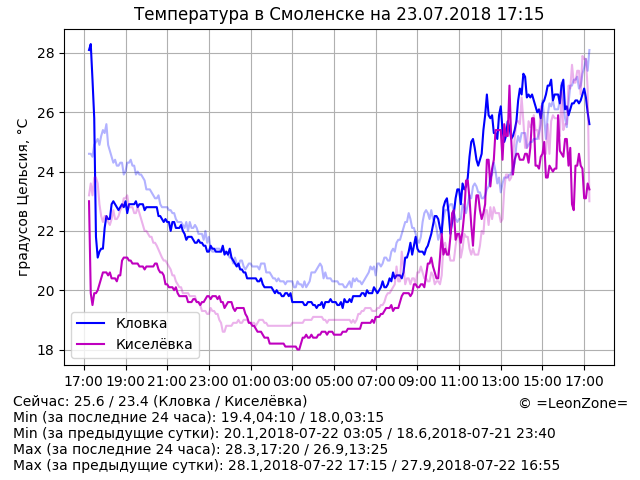 Температура в Смоленске на 23.07.2018 17:15
28
26
24
22
20
18
градусов Цельсия, °C
Кловка
Киселёвка
17:00 19:00 21:00 23:00 01:00 03:00 05:00 07:00 09:00 11:00 13:00 15:00 17:00
Сейчас: 25.6 / 23.4 (Кловка / Киселёвка)
© =LeonZone=
Min (за последние 24 часа): 19.4,04:10 / 18.0,03:15
Min (за предыдущие сутки): 20.1,2018-07-22 03:05 / 18.6,2018-07-21 23:40
Max (за последние 24 часа): 28.3,17:20 / 26.9,13:25
Max (за предыдущие сутки): 28.1,2018-07-22 17:15 / 27.9,2018-07-22 16:55